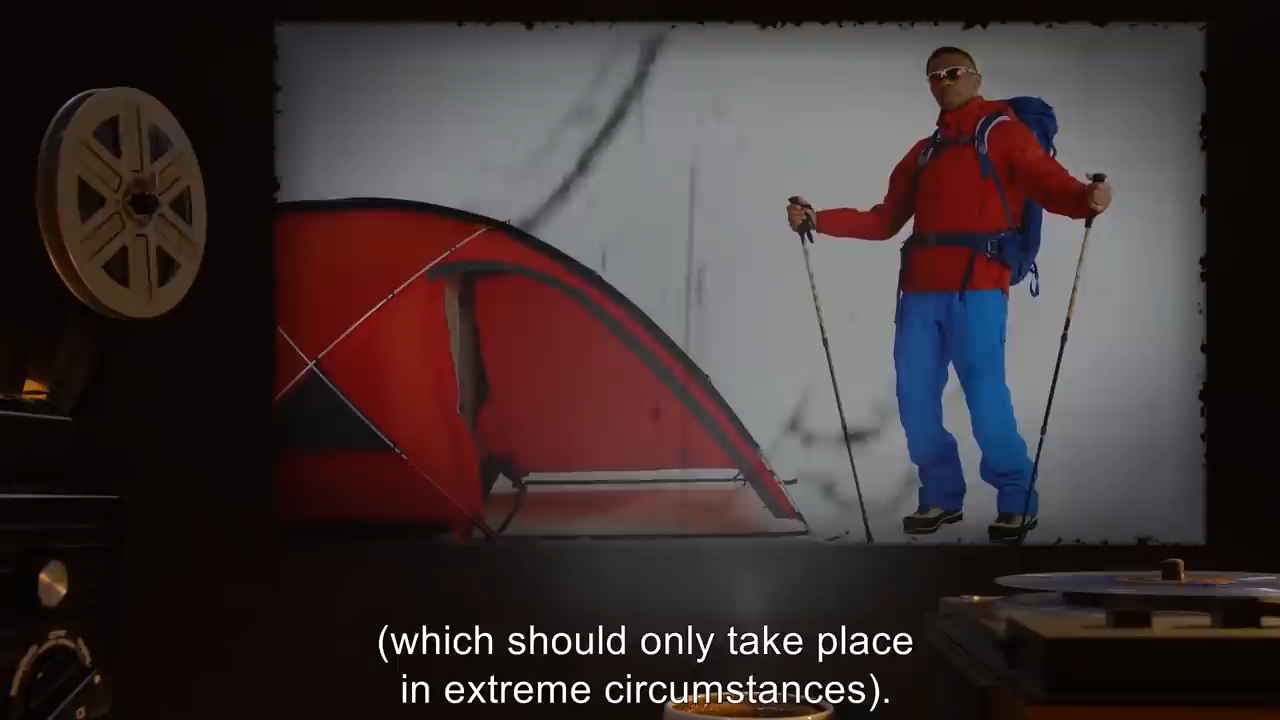 (which should only take place
in extreme circumstances).